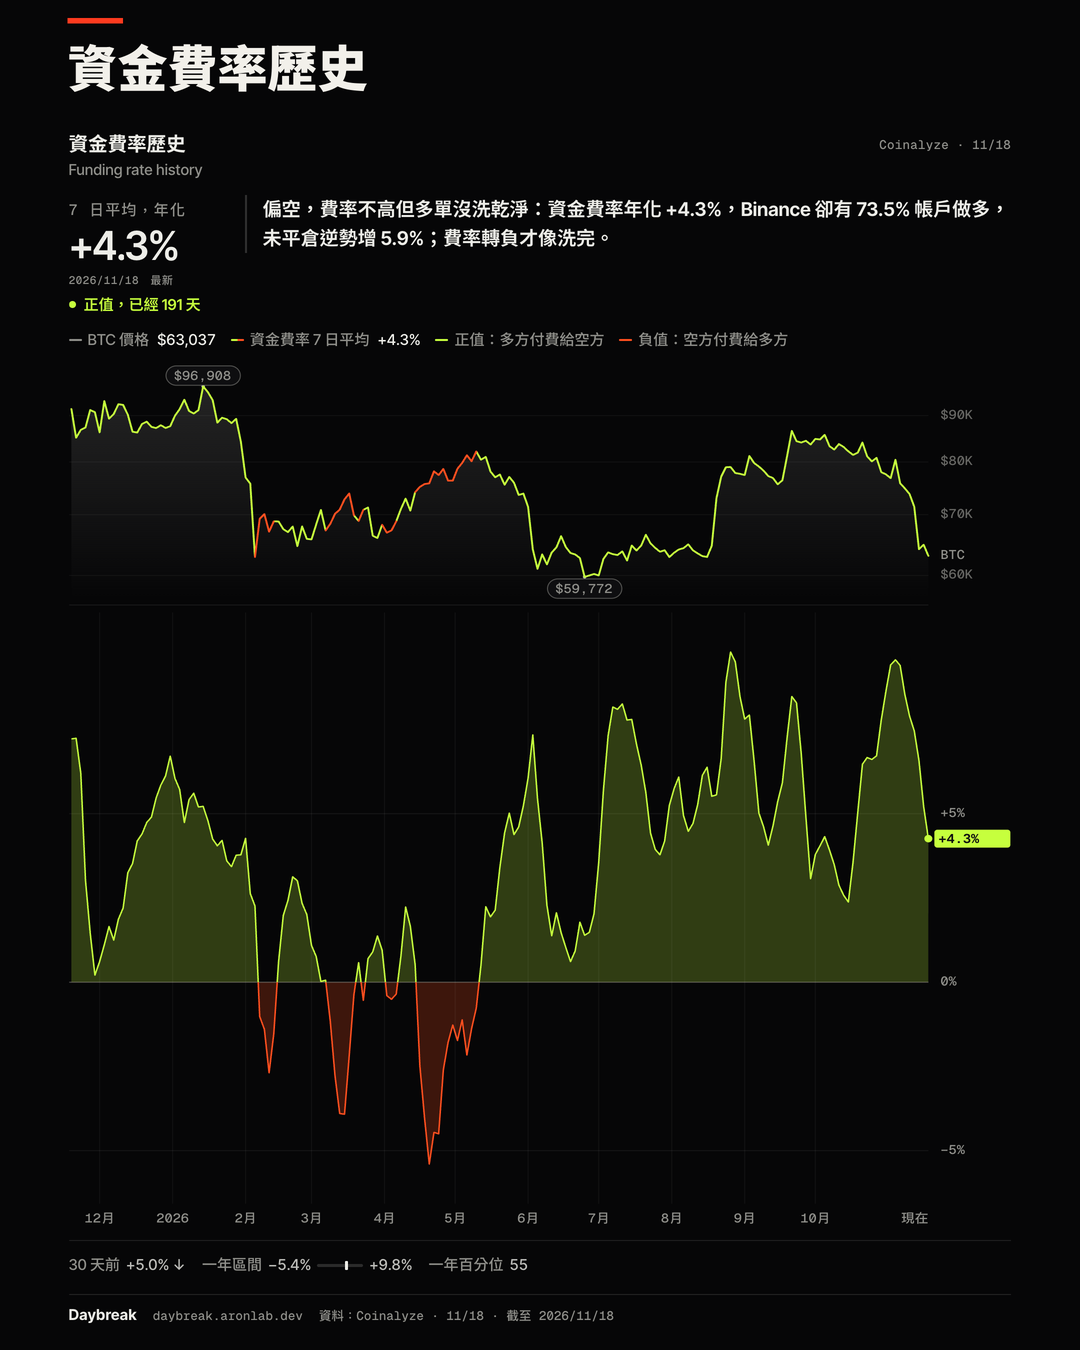 資金費率歷史
資金費率歷史
Funding rate history
Coinalyze · 11/18
7 日平均，年化
+4.3%
2026/11/18 最新
正值，已經 191 天
偏空，費率不高但多單沒洗乾淨：資金費率年化 +4.3%，Binance 卻有 73.5% 帳戶做多，
未平倉逆勢增 5.9%；費率轉負才像洗完。
BTC 價格 $63,037 資金費率 7 日平均 +4.3% 正值：多方付費給空方 負值：空方付費給多方
$96,908
$90K
$80K
$70K
BTC
$60K
$59,772
+5%
+4.3%
0%
−5%
12月 2026 2月 3月 4月 5月 6月 7月 8月 9月 10月 現在
30 天前 +5.0% ↓ 一年區間 −5.4% +9.8% 一年百分位 55
Daybreak daybreak.aronlab.dev 資料：Coinalyze · 11/18 · 截至 2026/11/18